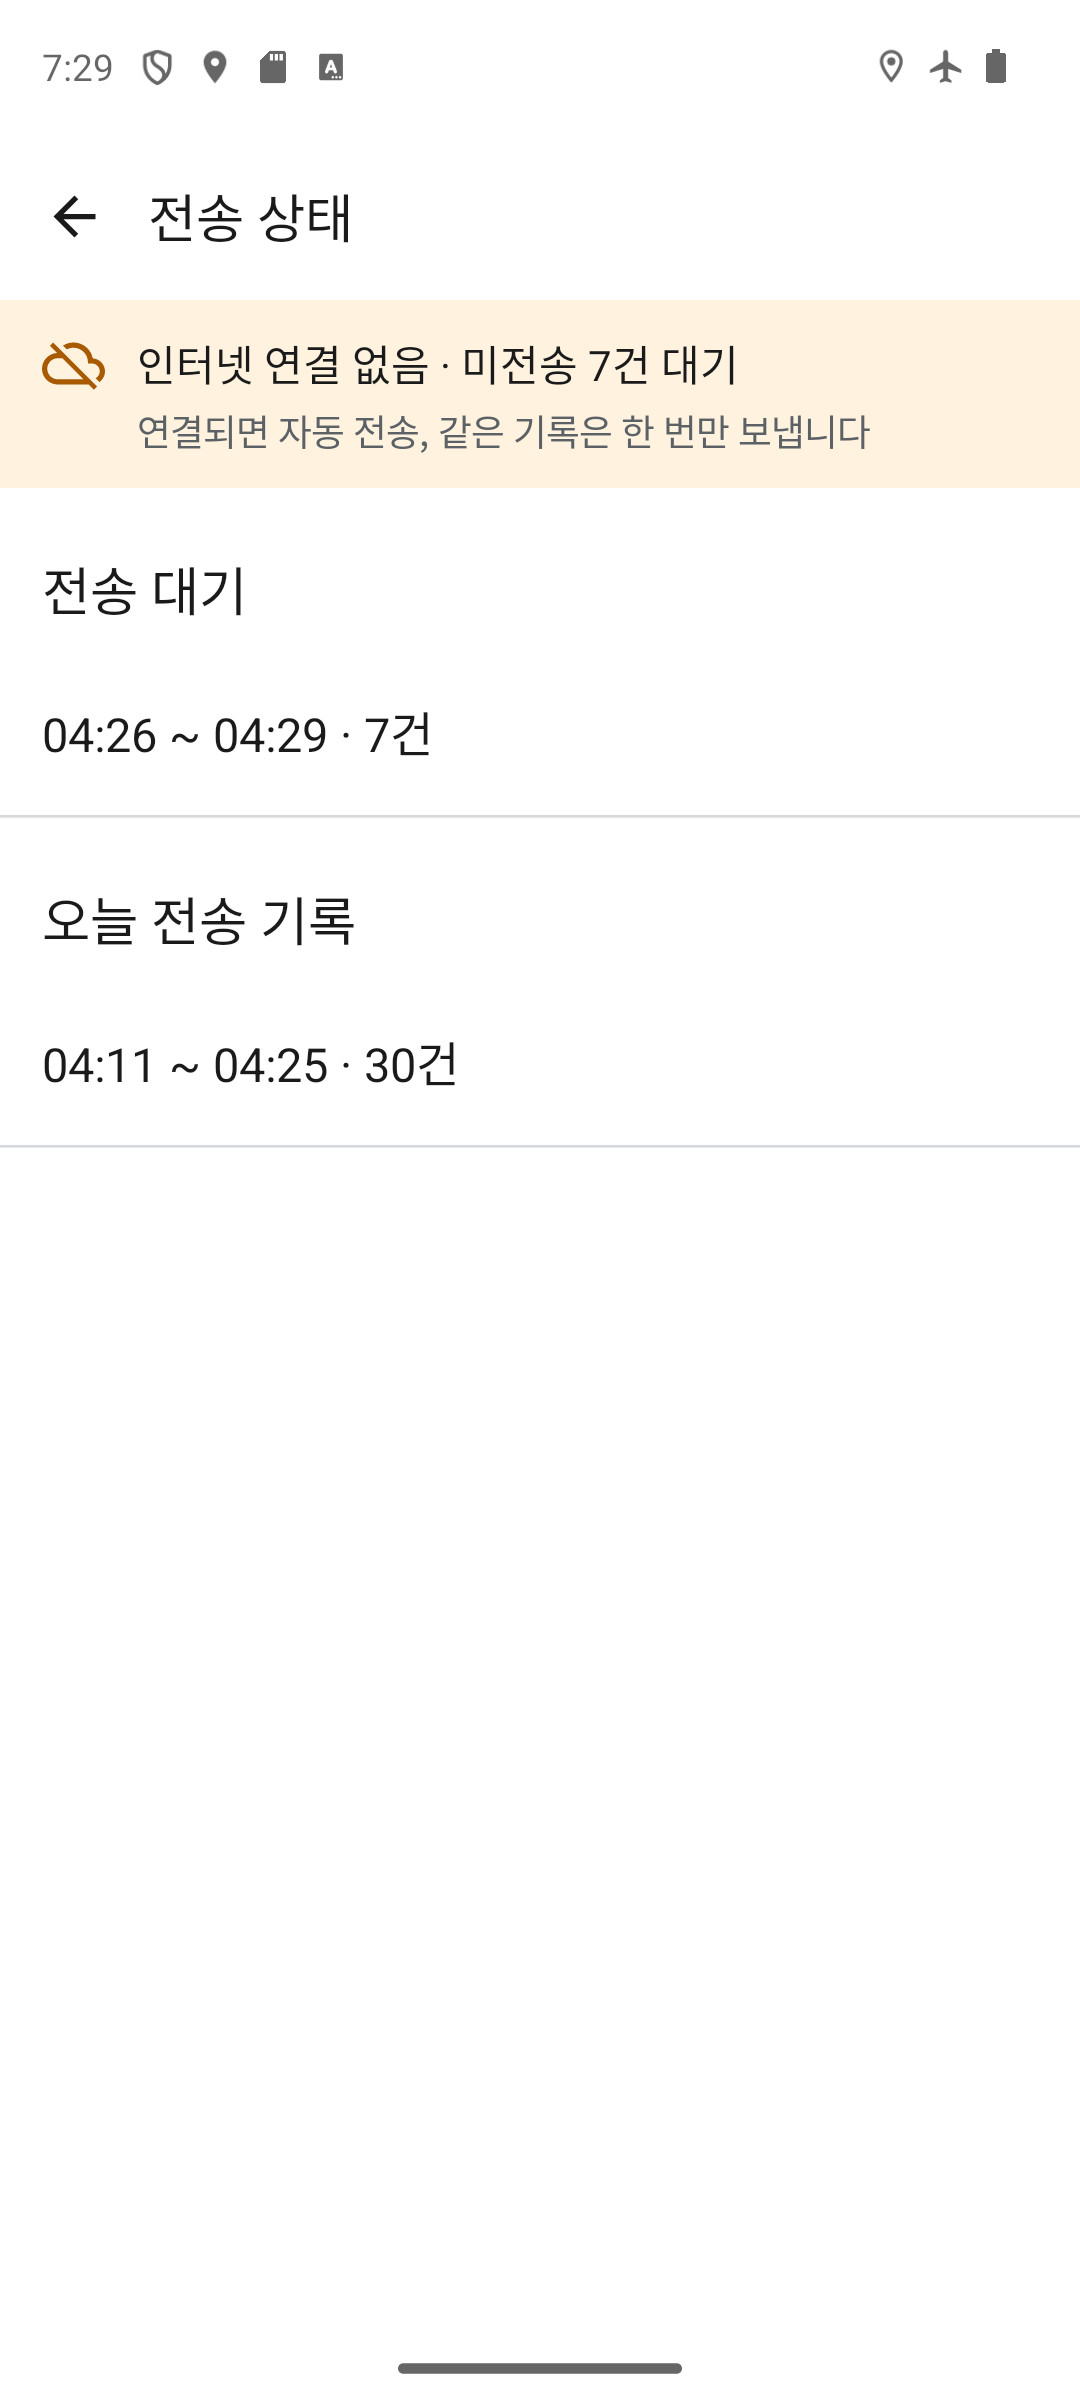 7:29
전송 상태
인터넷 연결 없음 · 미전송 7건 대기
연결되면 자동 전송, 같은 기록은 한 번만 보냅니다
전송 대기
04:26 ~ 04:29 · 7건
오늘 전송 기록
04:11 ~ 04:25 · 30건